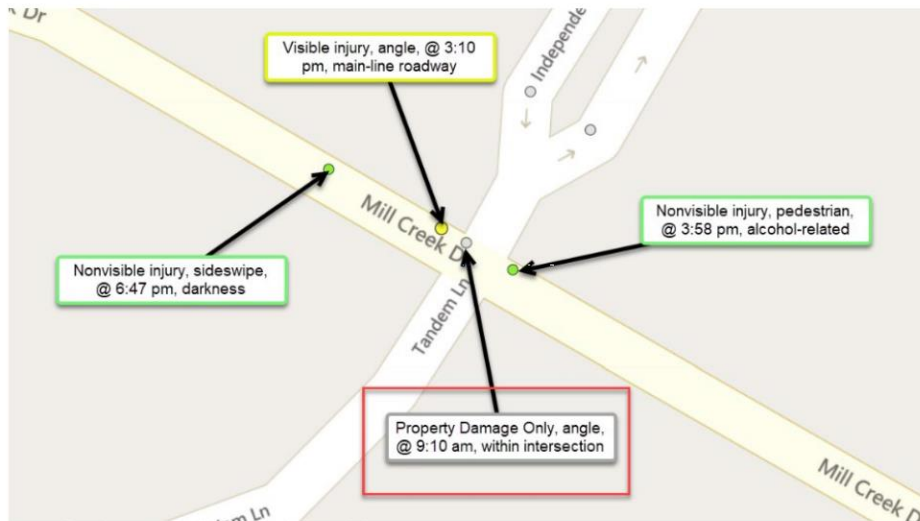 Dr
Visible injury, angle, @ 3:10
pm, main-line roadway
Independe
Mill Creek D
Nonvisible injury, pedestrian,
@ 3:58 pm, alcohol-related
Nonvisible injury, sideswipe,
@ 6:47 pm, darkness
Tandem Ln
Property Damage Only, angle,
@ 9:10 am, within intersection
Mill Creek D
dem Ln